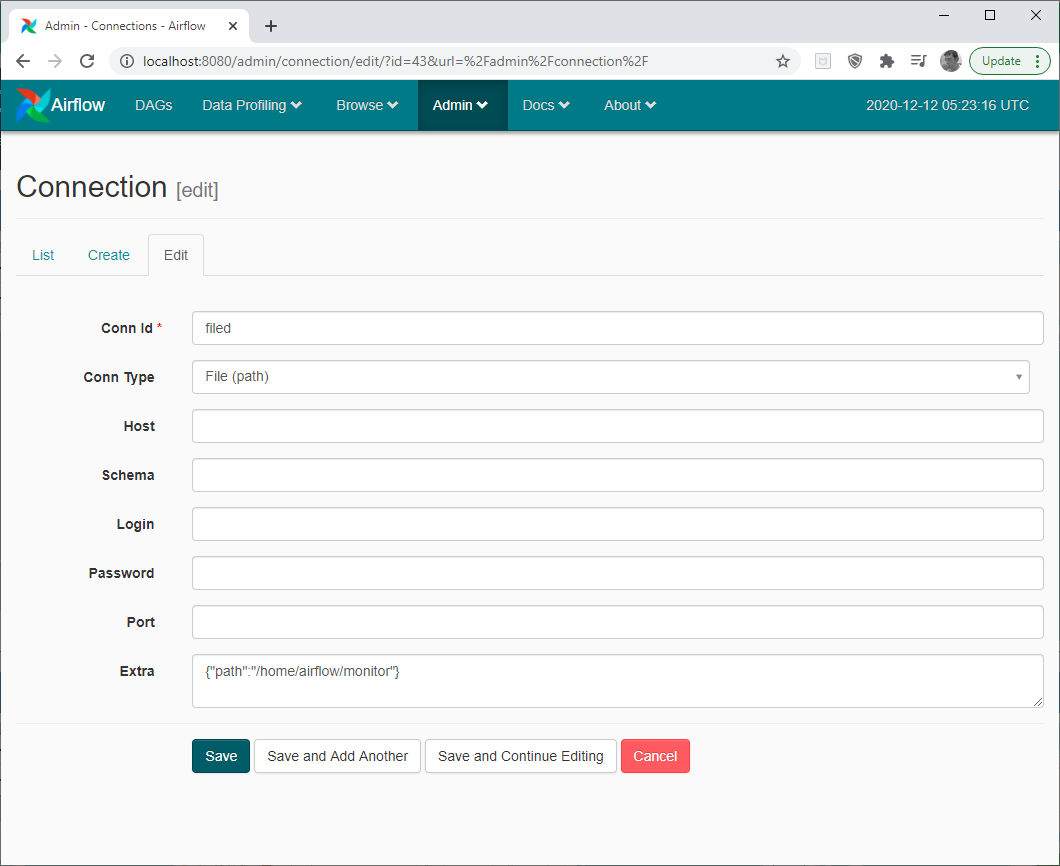 Admin - Connections - Airflow
localhost:8080/admin/connection/edit/?id=43&url=%2Fadmin%2Fconnection%2F
Update
Airflow DAGs Data Profiling Browse Admin Docs About 2020-12-12 05:23:16 UTC
Connection [edit]
List Create Edit
Conn Id * filed
Conn Type File (path)
Host
Schema
Login
Password
Port
Extra {"path":"/home/airflow/monitor"}
Save Save and Add Another Save and Continue Editing Cancel